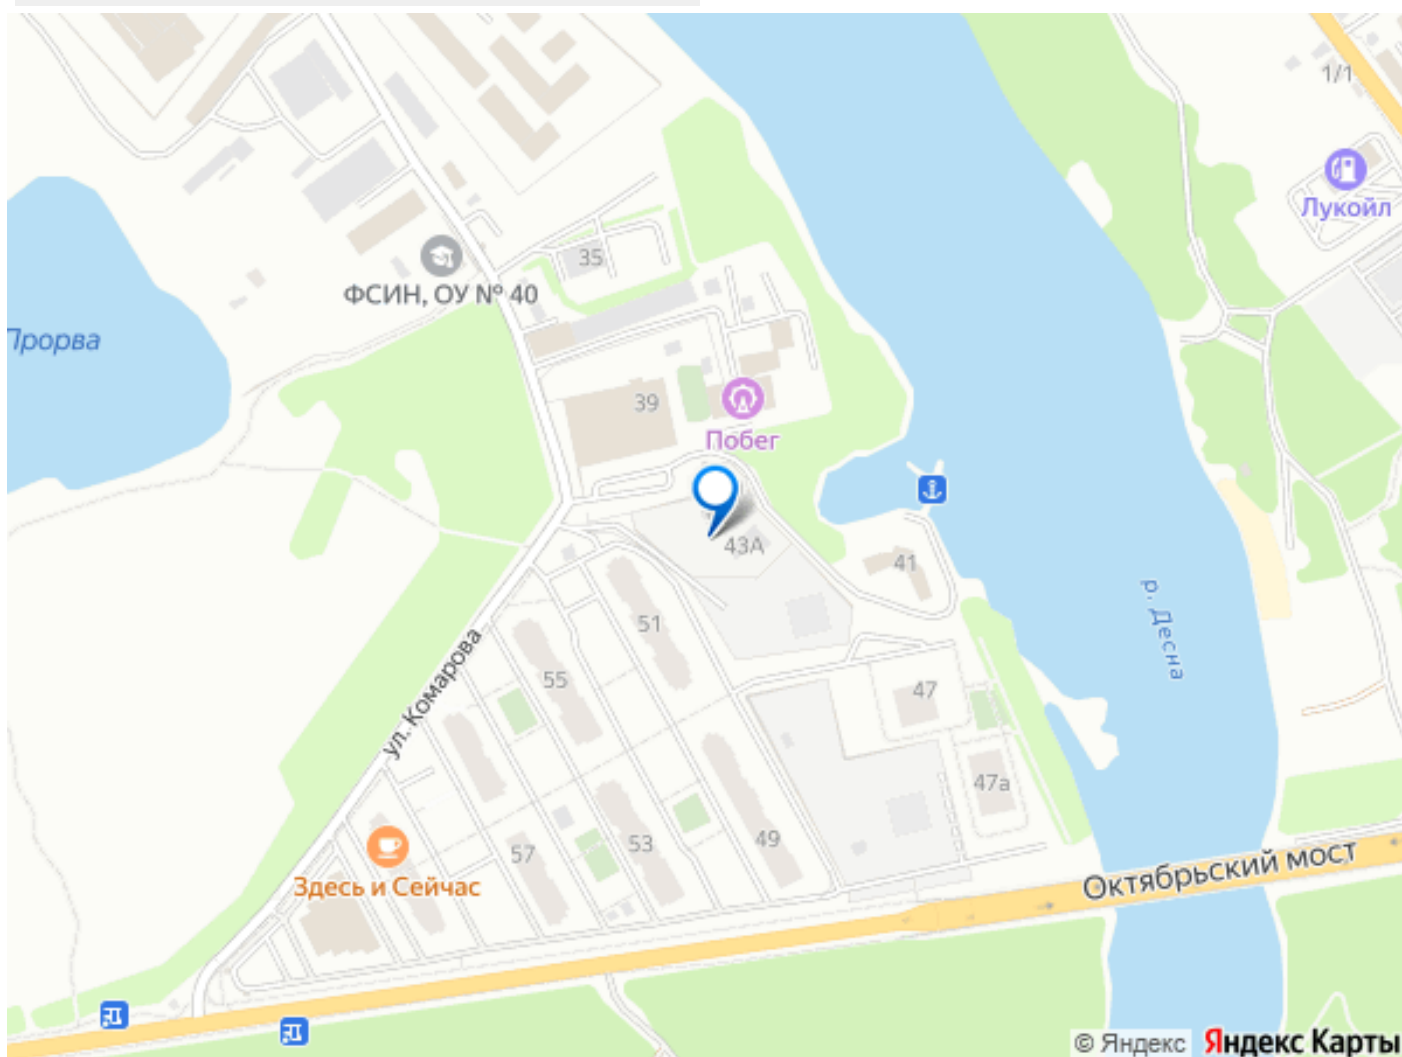 1/1
Лукойл
35
ФСИН, ОУ № 40
Прорва
39
Побег
43А
41
51
р. Десна
ул. Комарова
55
47
47а
49
53
57
Здесь и Сейчас
Октябрьский мост
© Яндекс Яндекс Карты